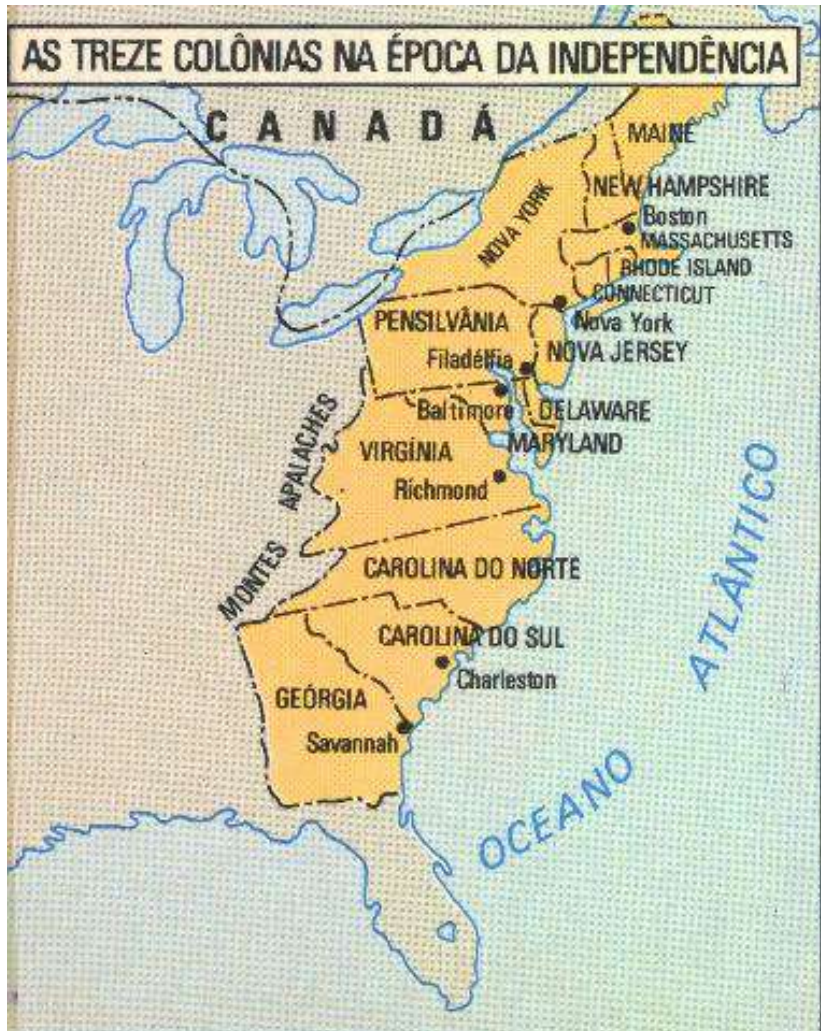 AS TREZE COLÔNIAS NA ÉPOCA DA INDEPENDÊNCIA
CANADÁ
MAINE
NEW HAMPSHIRE
NOVA YORK
Boston
MASSACHUSETTS
RHODE ISLAND
CONNECTICUT
Nova York
PENSILVÂNIA
NOVA JERSEY
Filadélfia
Baltimore
DELAWARE
MARYLAND
VIRGÍNIA
Richmond
MONTES APALACHES
CAROLINA DO NORTE
CAROLINA DO SUL
Charleston
GEÓRGIA
Savannah
OCEANO ATLÂNTICO